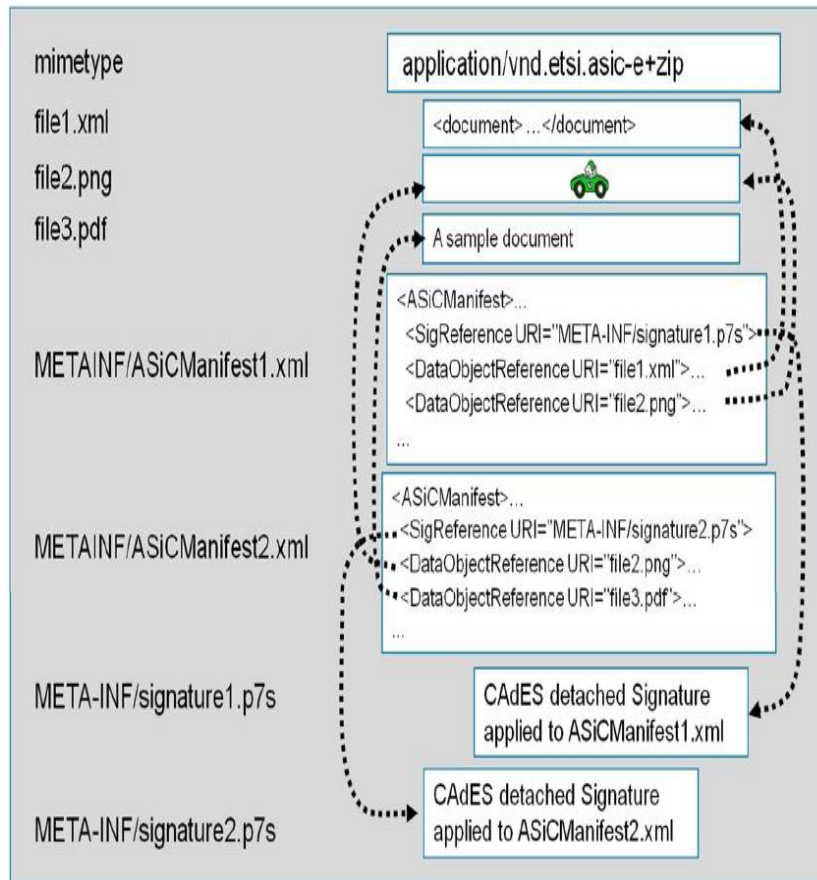 mimetype
application/vnd.etsi.asic-e+zip
file1.xml
<document> ...</document>
file2.png
file3.pdf
A sample document
METAINF/ASiCManifest1.xml
<ASiCManifest>...
<SigReference URI="META-INF/signature1.p7s">
<DataObjectReference URI="file1.xml">...
<DataObjectReference URI="file2.png">...
...
METAINF/ASiCManifest2.xml
<ASiCManifest>...
<SigReference URI="META-INF/signature2.p7s">
<DataObjectReference URI="file2.png">...
<DataObjectReference URI="file3.pdf">...
...
META-INF/signature1.p7s
CAdES detached Signature
applied to ASiCManifest1.xml
META-INF/signature2.p7s
CAdES detached Signature
applied to ASiCManifest2.xml